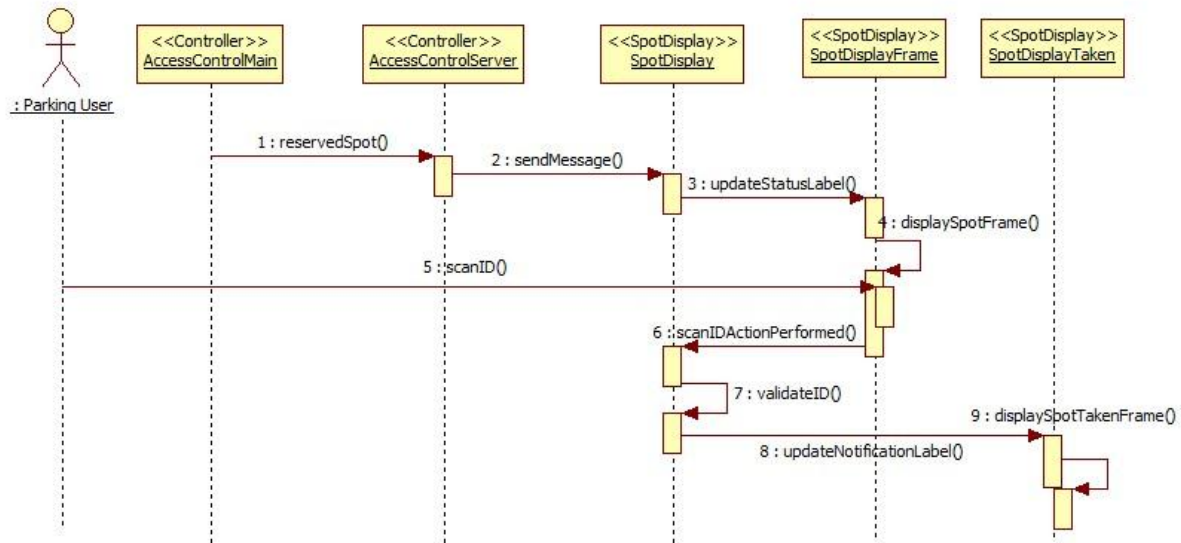 <<Controller>>
AccessControlMain
<<Controller>>
AccessControlServer
<<SpotDisplay>>
SpotDisplay
<<SpotDisplay>>
SpotDisplayFrame
<<SpotDisplay>>
SpotDisplayTaken
: Parking User
1 : reservedSpot()
2 : sendMessage()
3 : updateStatusLabel()
4 : displaySpotFrame()
5 : scanID()
6 : scanIDActionPerformed()
7 : validateID()
9 : displaySpotTakenFrame()
8 : updateNotificationLabel()